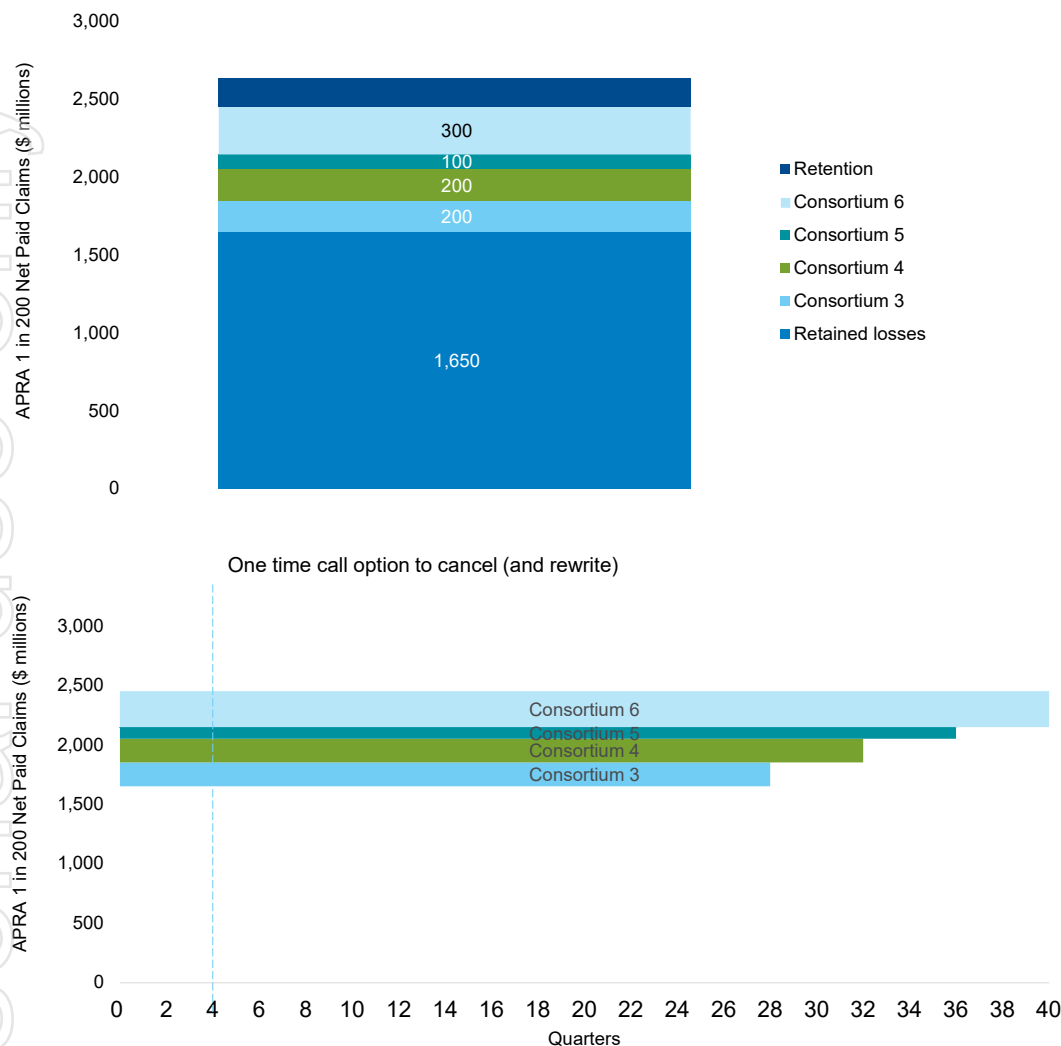 3,000
2,500
2,000
1,500
1,000
500
0
APRA 1 in 200 Net Paid Claims ($ millions)
300
100
200
200
1,650
Retention
Consortium 6
Consortium 5
Consortium 4
Consortium 3
Retained losses
One time call option to cancel (and rewrite)
3,000
2,500
2,000
1,500
1,000
500
0
APRA 1 in 200 Net Paid Claims ($ millions)
Consortium 6
Consortium 5
Consortium 4
Consortium 3
0 2 4 6 8 10 12 14 16 18 20 22 24 26 28 30 32 34 36 38 40
Quarters